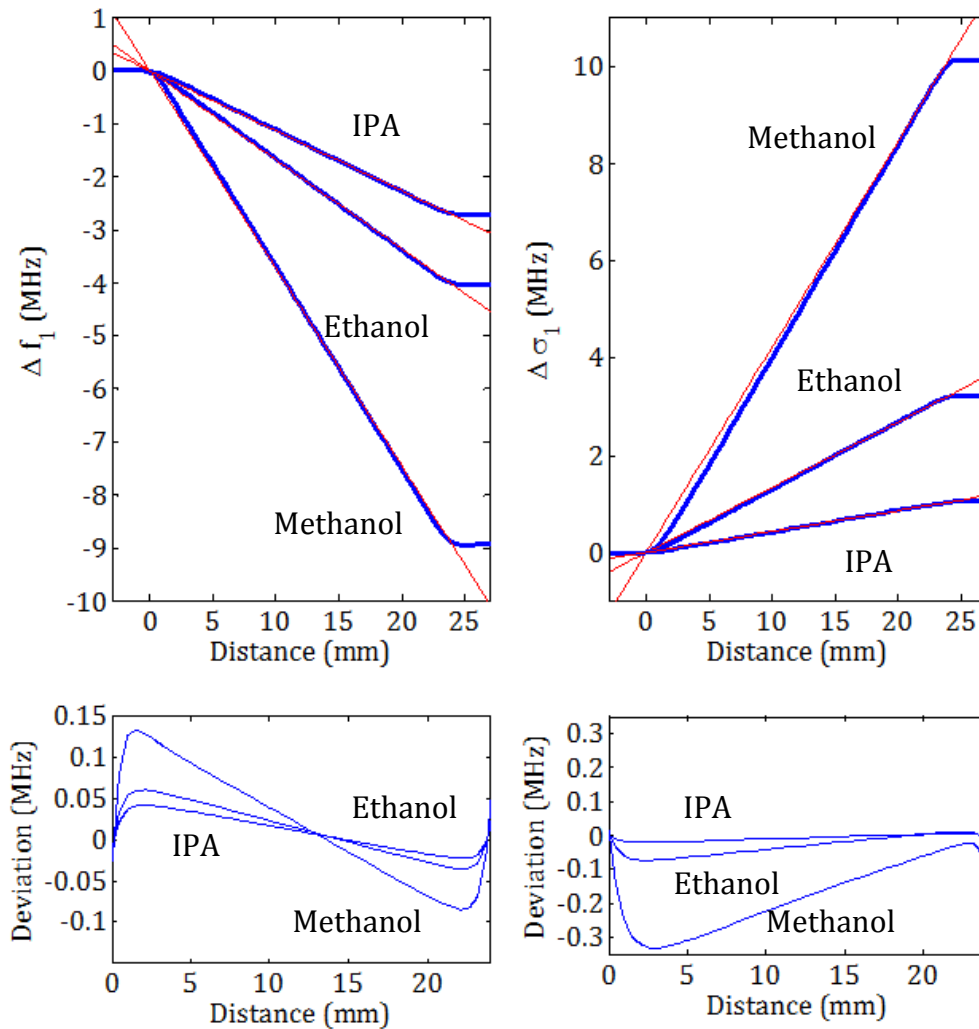 Δ f₁ (MHz)
1
0
-1
-2
-3
-4
-5
-6
-7
-8
-9
-10
IPA
Ethanol
Methanol
0 5 10 15 20 25
Distance (mm)
Δ σ₁ (MHz)
10
8
6
4
2
0
Methanol
Ethanol
IPA
0 5 10 15 20 25
Distance (mm)
Deviation (MHz)
0.15
0.1
0.05
0
-0.05
-0.1
Ethanol
IPA
Methanol
0 5 10 15 20
Distance (mm)
Deviation (MHz)
0.3
0.2
0.1
0
-0.1
-0.2
-0.3
IPA
Ethanol
Methanol
0 5 10 15 20
Distance (mm)